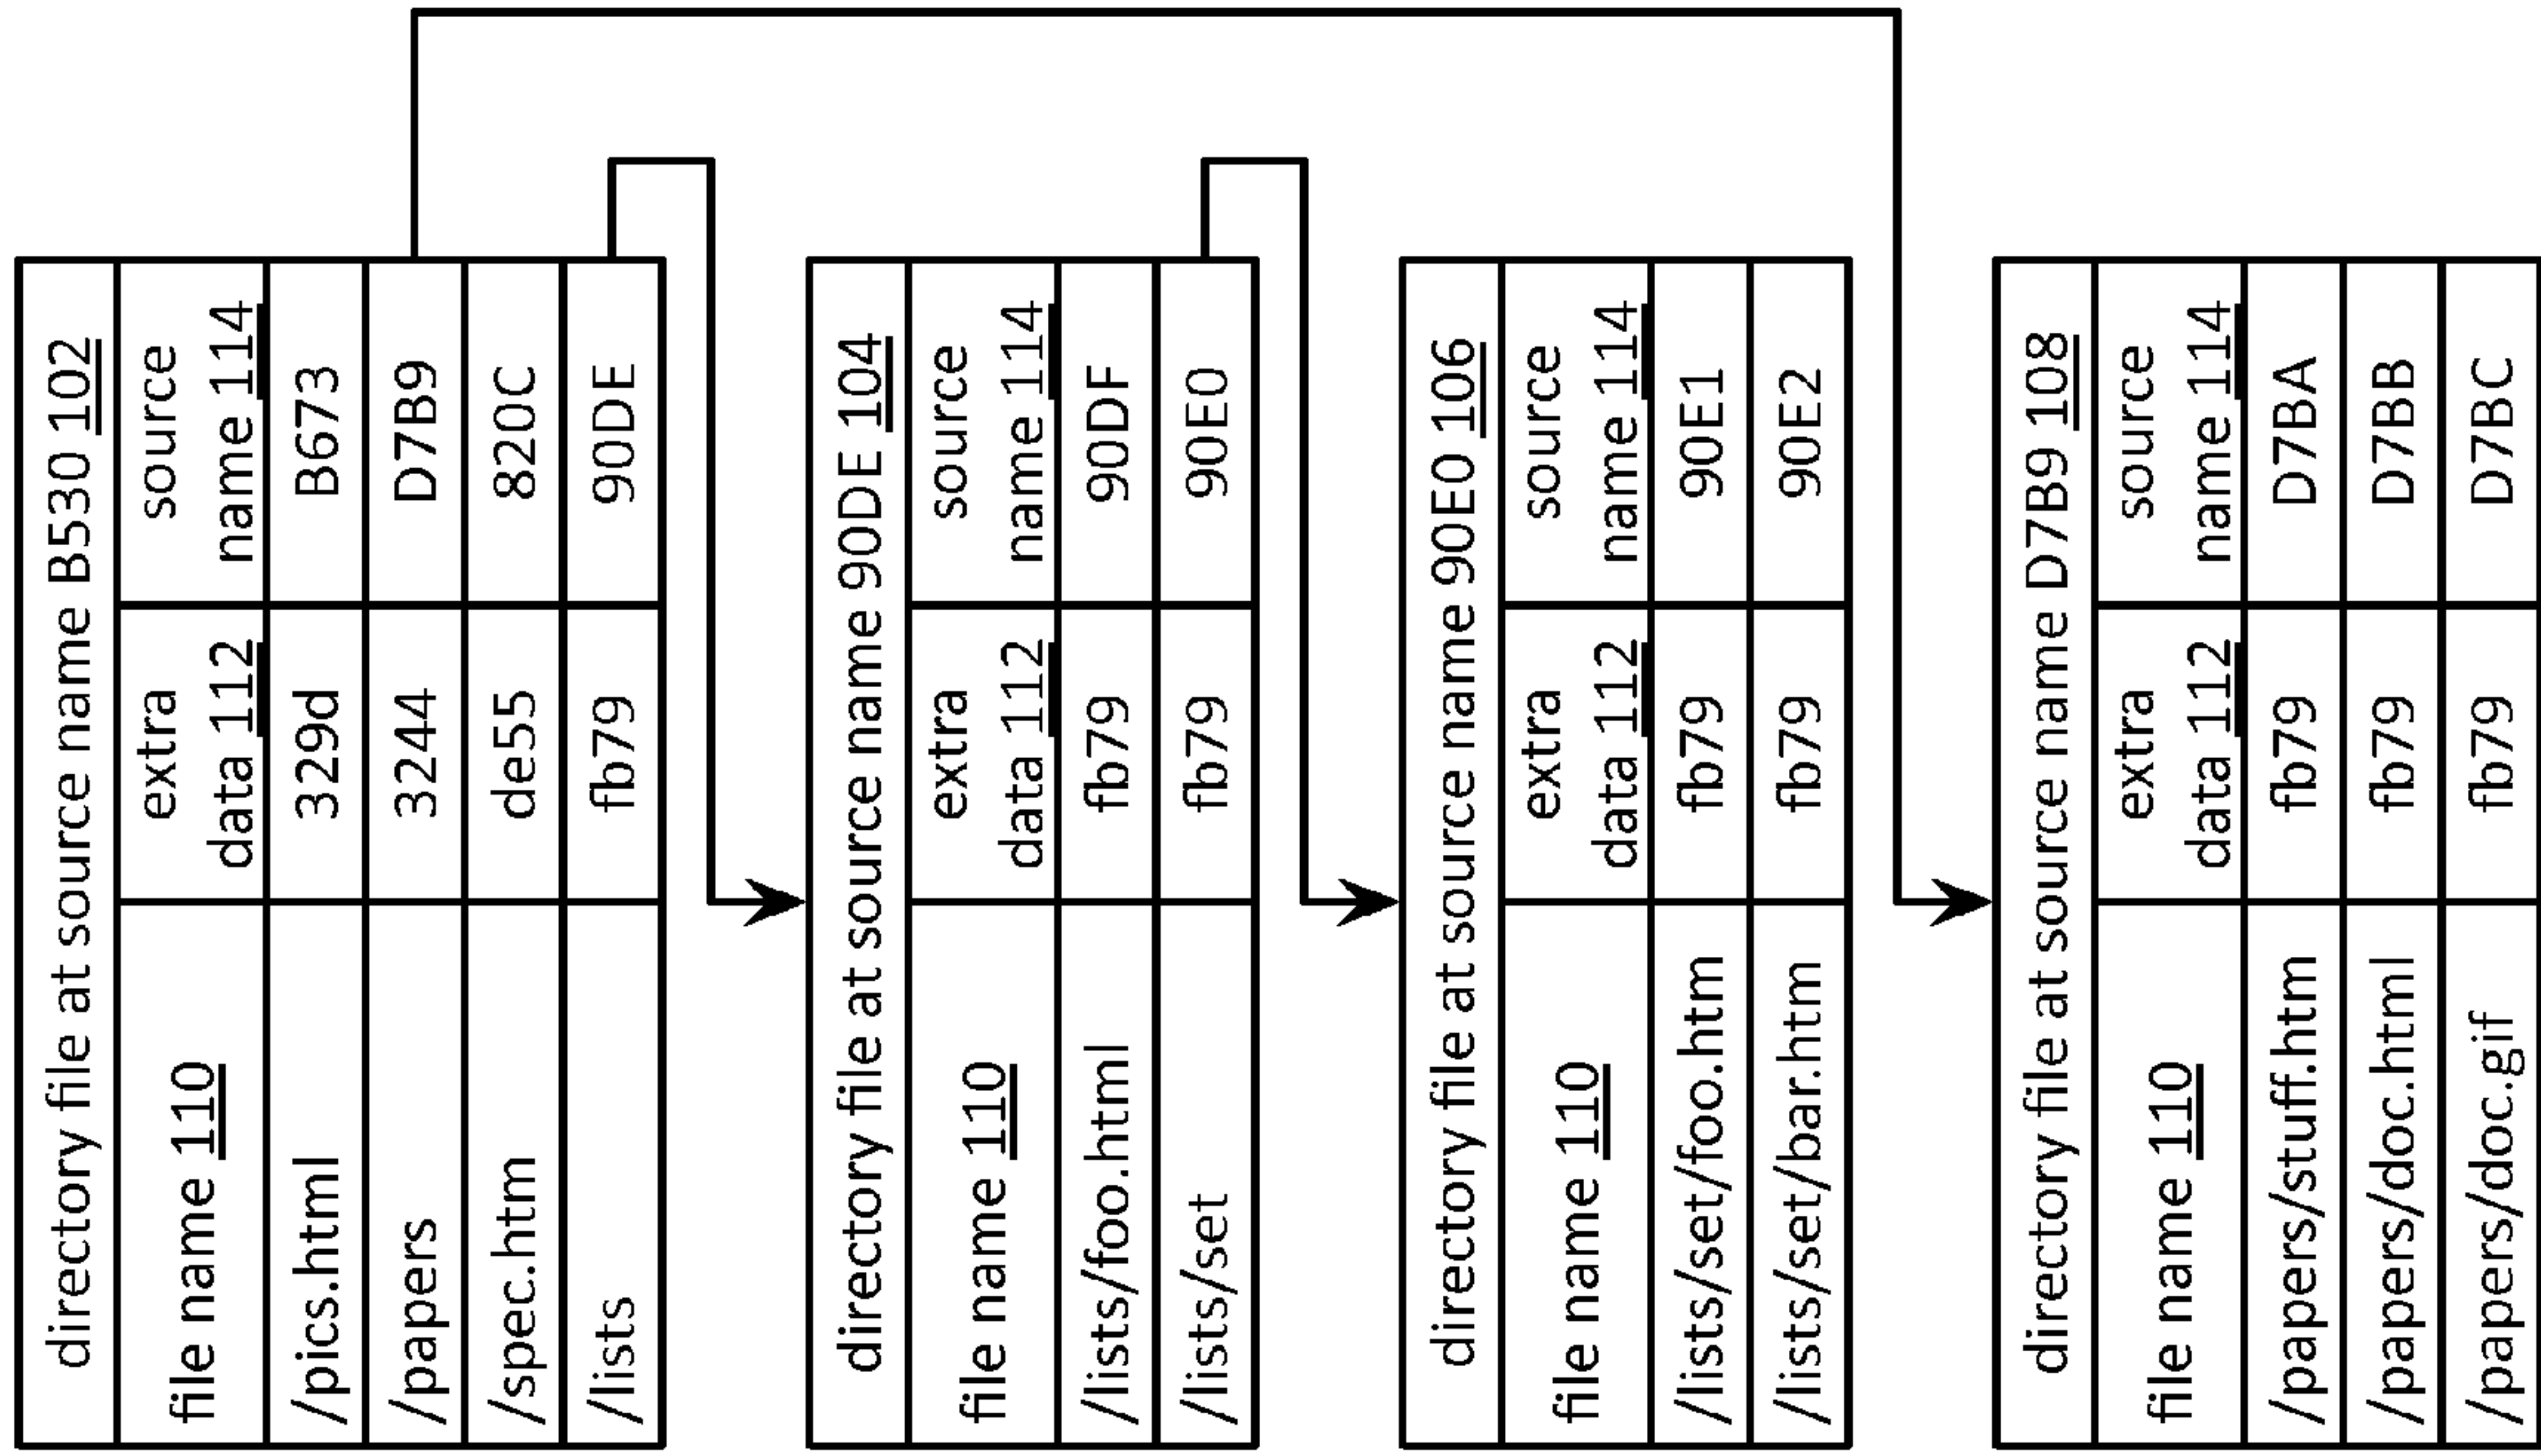 directory file at source name B530 102
file name 110 extra data 112 source name 114
/pics.html 329d B673
/papers 3244 D7B9
/spec.htm de55 820C
/lists fb79 90DE
directory file at source name 90DE 104
file name 110 extra data 112 source name 114
/lists/foo.html fb79 90DF
/lists/set fb79 90E0
directory file at source name 90E0 106
file name 110 extra data 112 source name 114
/lists/set/foo.htm fb79 90E1
/lists/set/bar.htm fb79 90E2
directory file at source name D7B9 108
file name 110 extra data 112 source name 114
/papers/stuff.htm fb79 D7BA
/papers/doc.html fb79 D7BB
/papers/doc.gif fb79 D7BC